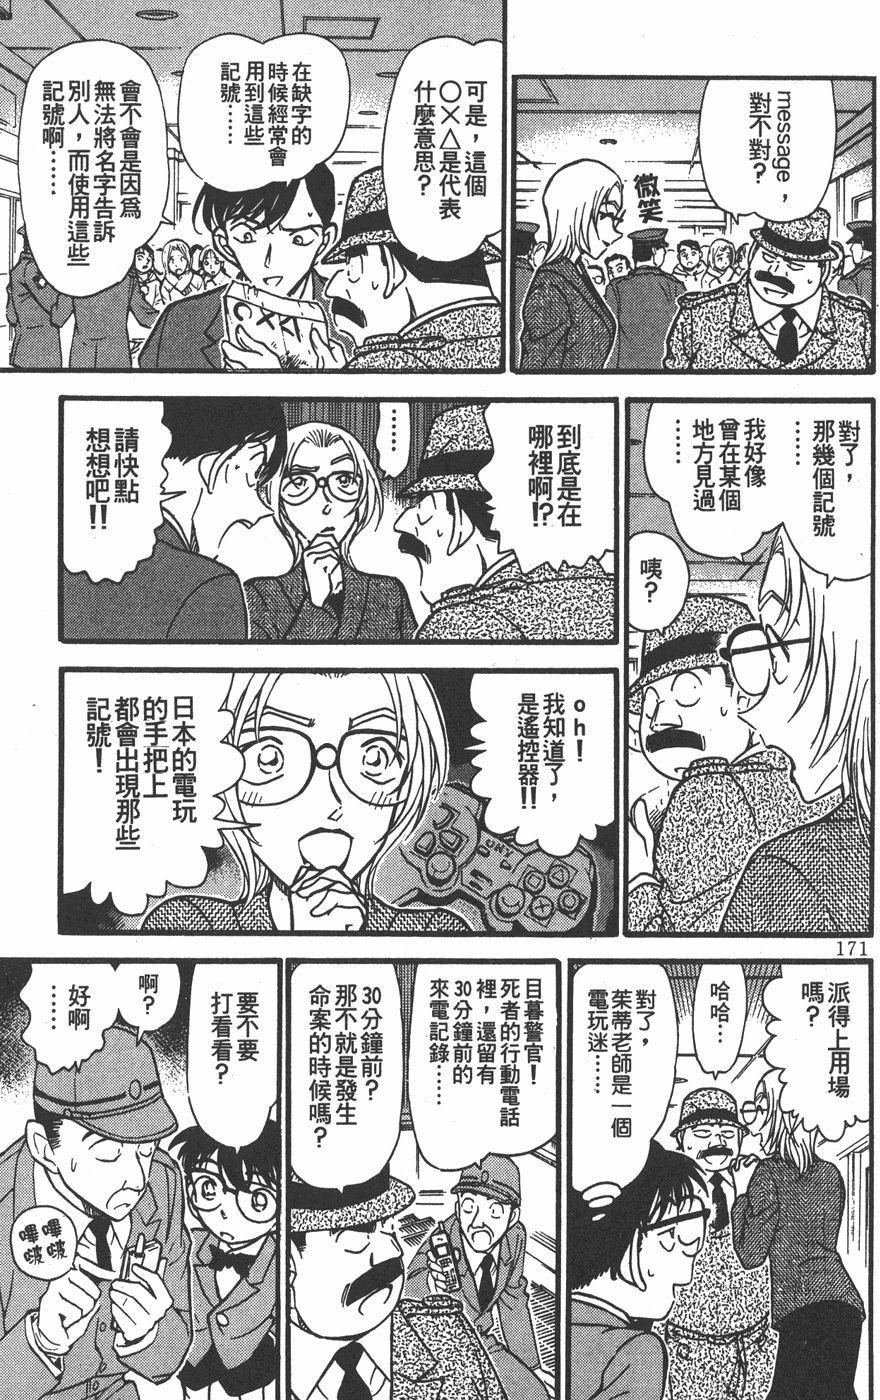 message，
對不對？
微笑
可是，這個
○×△是代表
什麼意思？
在缺字的
時候經常會
用到這些
記號……
會不會是因為
無法將名字告訴
別人，而使用這些
記號啊……
○×△
對了，
那幾個記號
……
我好像
曾在某個
地方見過
……
咦？
到底是在
哪裡啊!?
……
請快點
想想吧!!
oh！
我知道了，
是遙控器!!
日本的電玩
的手把上
都會出現那些
記號！
171
派得上用場
嗎？
哈哈…
對了，
茱蒂老師是一個
電玩迷……
目暮警官！
死者的行動電話
裡，還留有
30分鐘前的
來電記錄……
30分鐘前？
那不就是發生
命案的時候嗎？
要不要
打看看？
啊？
好啊
……
嗶嗶
啵啵